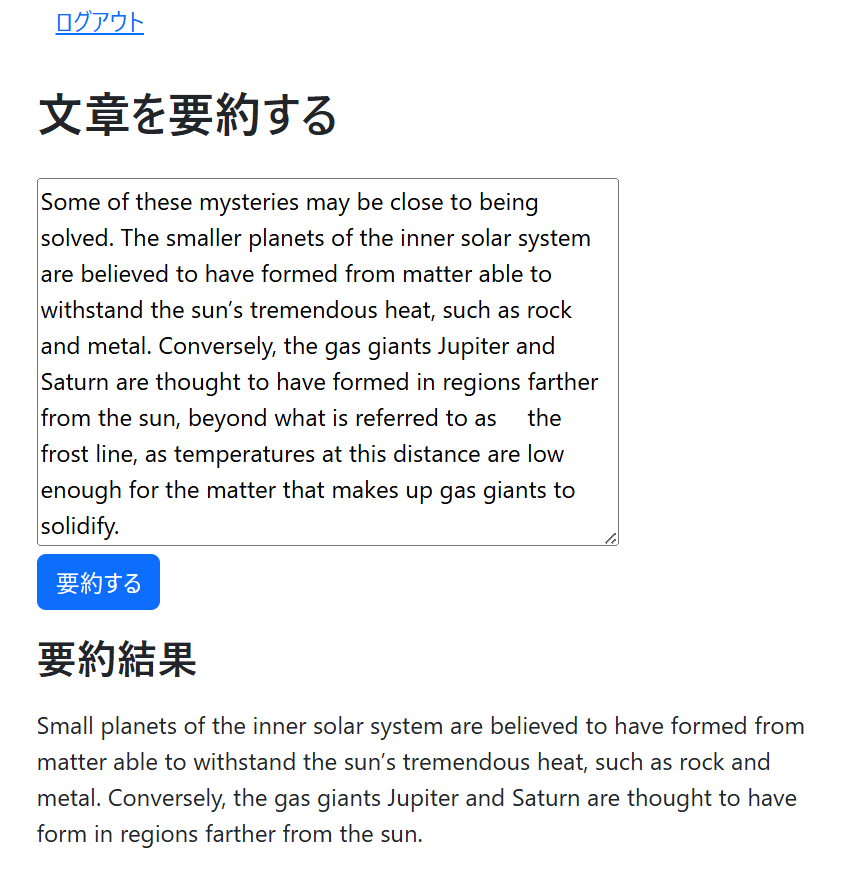 ログアウト
文章を要約する
Some of these mysteries may be close to being
solved. The smaller planets of the inner solar system
are believed to have formed from matter able to
withstand the sun’s tremendous heat, such as rock
and metal. Conversely, the gas giants Jupiter and
Saturn are thought to have formed in regions farther
from the sun, beyond what is referred to as     the
frost line, as temperatures at this distance are low
enough for the matter that makes up gas giants to
solidify.
要約する
要約結果
Small planets of the inner solar system are believed to have formed from
matter able to withstand the sun’s tremendous heat, such as rock and
metal. Conversely, the gas giants Jupiter and Saturn are thought to have
form in regions farther from the sun.